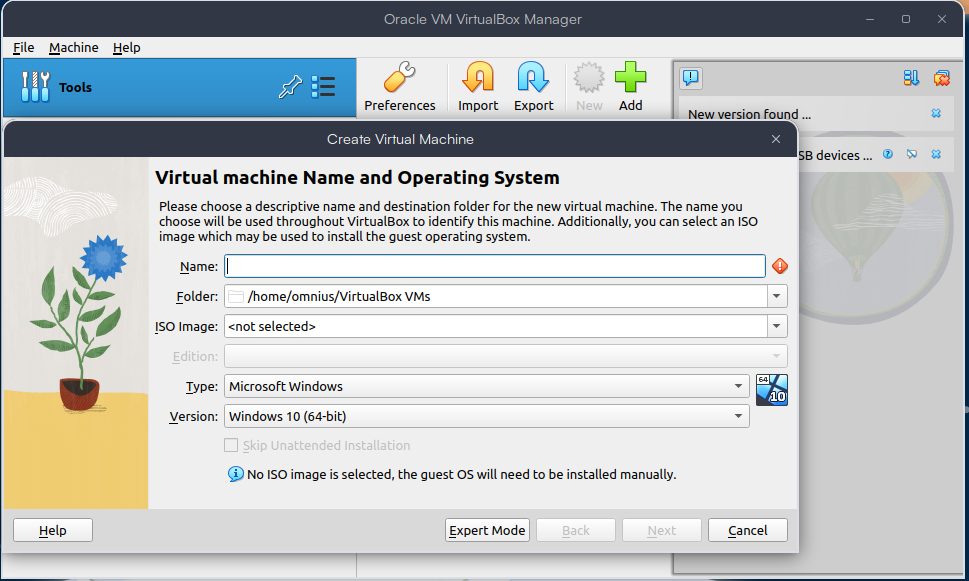 Oracle VM VirtualBox Manager
File Machine Help
Tools
Preferences Import Export New Add
New version found ...
SB devices ...
Create Virtual Machine
Virtual machine Name and Operating System
Please choose a descriptive name and destination folder for the new virtual machine. The name you
choose will be used throughout VirtualBox to identify this machine. Additionally, you can select an ISO
image which may be used to install the guest operating system.
Name:
Folder: /home/omnius/VirtualBox VMs
ISO Image: <not selected>
Edition:
Type: Microsoft Windows
64
10
Version: Windows 10 (64-bit)
Skip Unattended Installation
No ISO image is selected, the guest OS will need to be installed manually.
Help Expert Mode Back Next Cancel